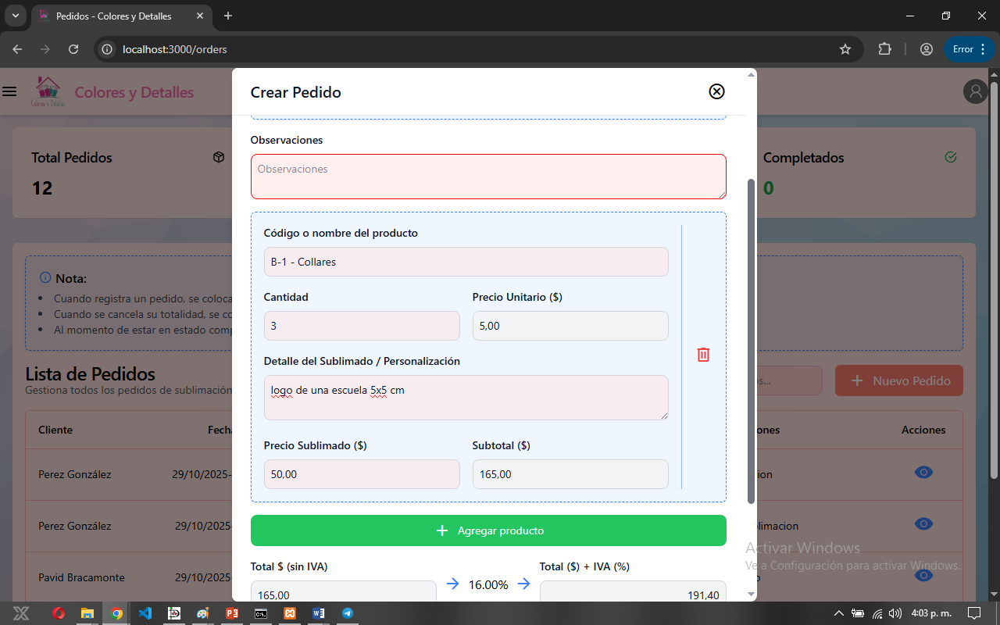 Pedidos - Colores y Detalles
localhost:3000/orders
Error
Colores y Detalles
Crear Pedido
Total Pedidos
12
Completados
0
Observaciones
Observaciones
Código o nombre del producto
B-1 - Collares
Cantidad
Precio Unitario ($)
3
5,00
Detalle del Sublimado / Personalización
logo de una escuela 5x5 cm
Precio Sublimado ($)
Subtotal ($)
50,00
165,00
Agregar producto
Total $ (sin IVA)
Total ($) + IVA (%)
165,00
16.00%
191,40
Nota:
Cuando registra un pedido, se coloca
Cuando se cancela su totalidad, se co
Al momento de estar en estado comp
Lista de Pedidos
Gestiona todos los pedidos de sublimación
os...
Nuevo Pedido
Cliente
Fecha
ones
Acciones
Perez González
29/10/2025-
ion
Perez González
29/10/2025-
limacion
Pavid Bracamonte
29/10/2025-
o
Activar Windows
Ve a Configuración para activar Windows.
4:03 p. m.